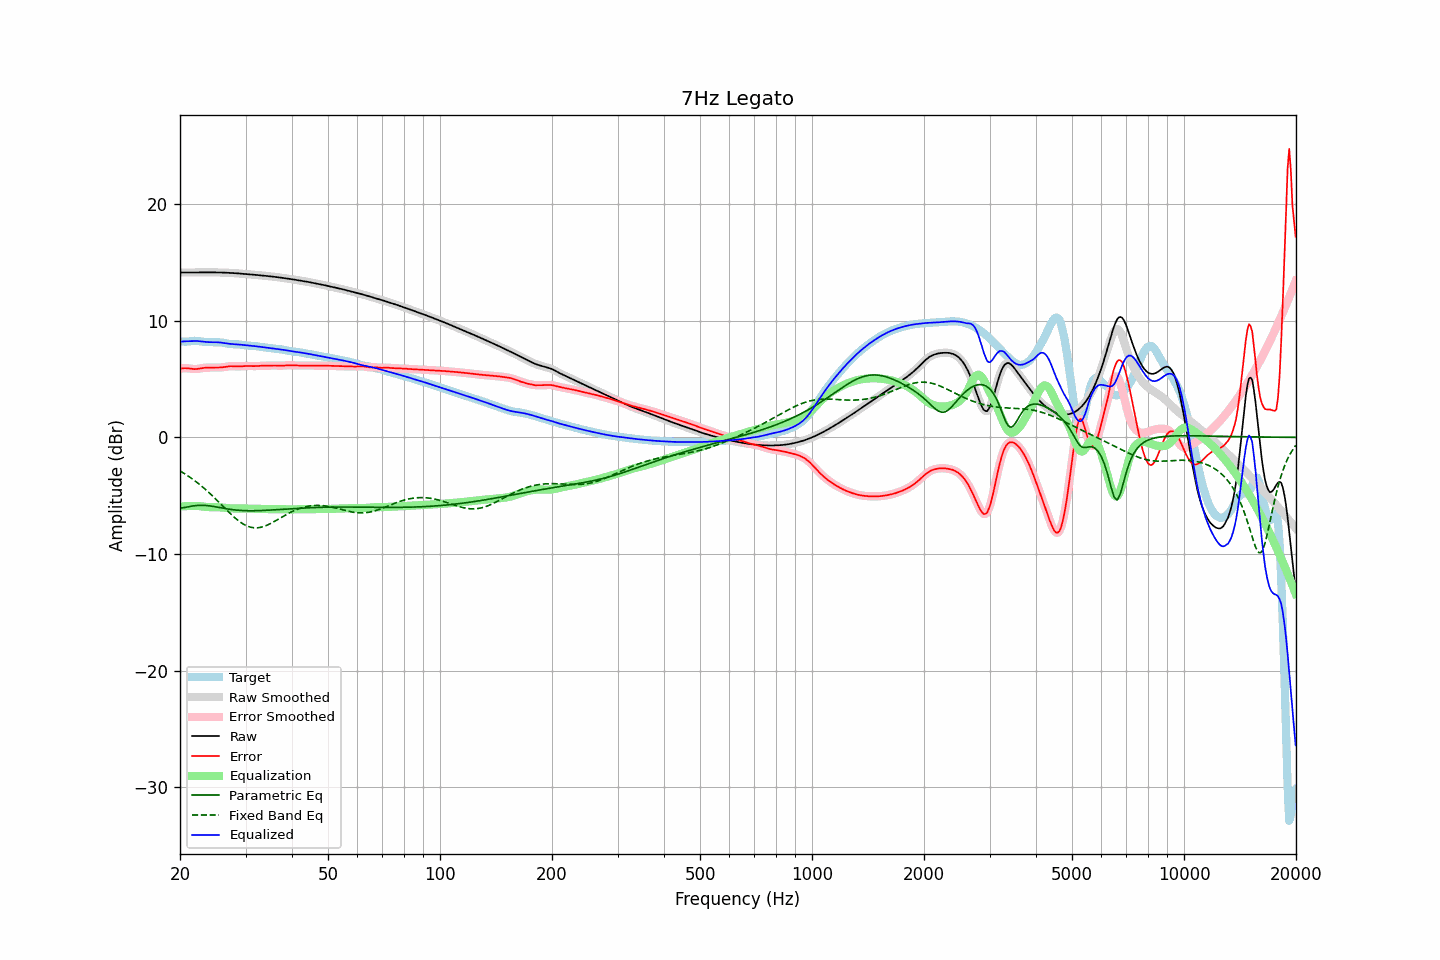 7Hz Legato
Amplitude (dBr)
20
10
0
−10
−20
−30
Target
Raw Smoothed
Error Smoothed
Raw
Error
Equalization
Parametric Eq
Fixed Band Eq
Equalized
20 50 100 200 500 1000 2000 5000 10000 20000
Frequency (Hz)